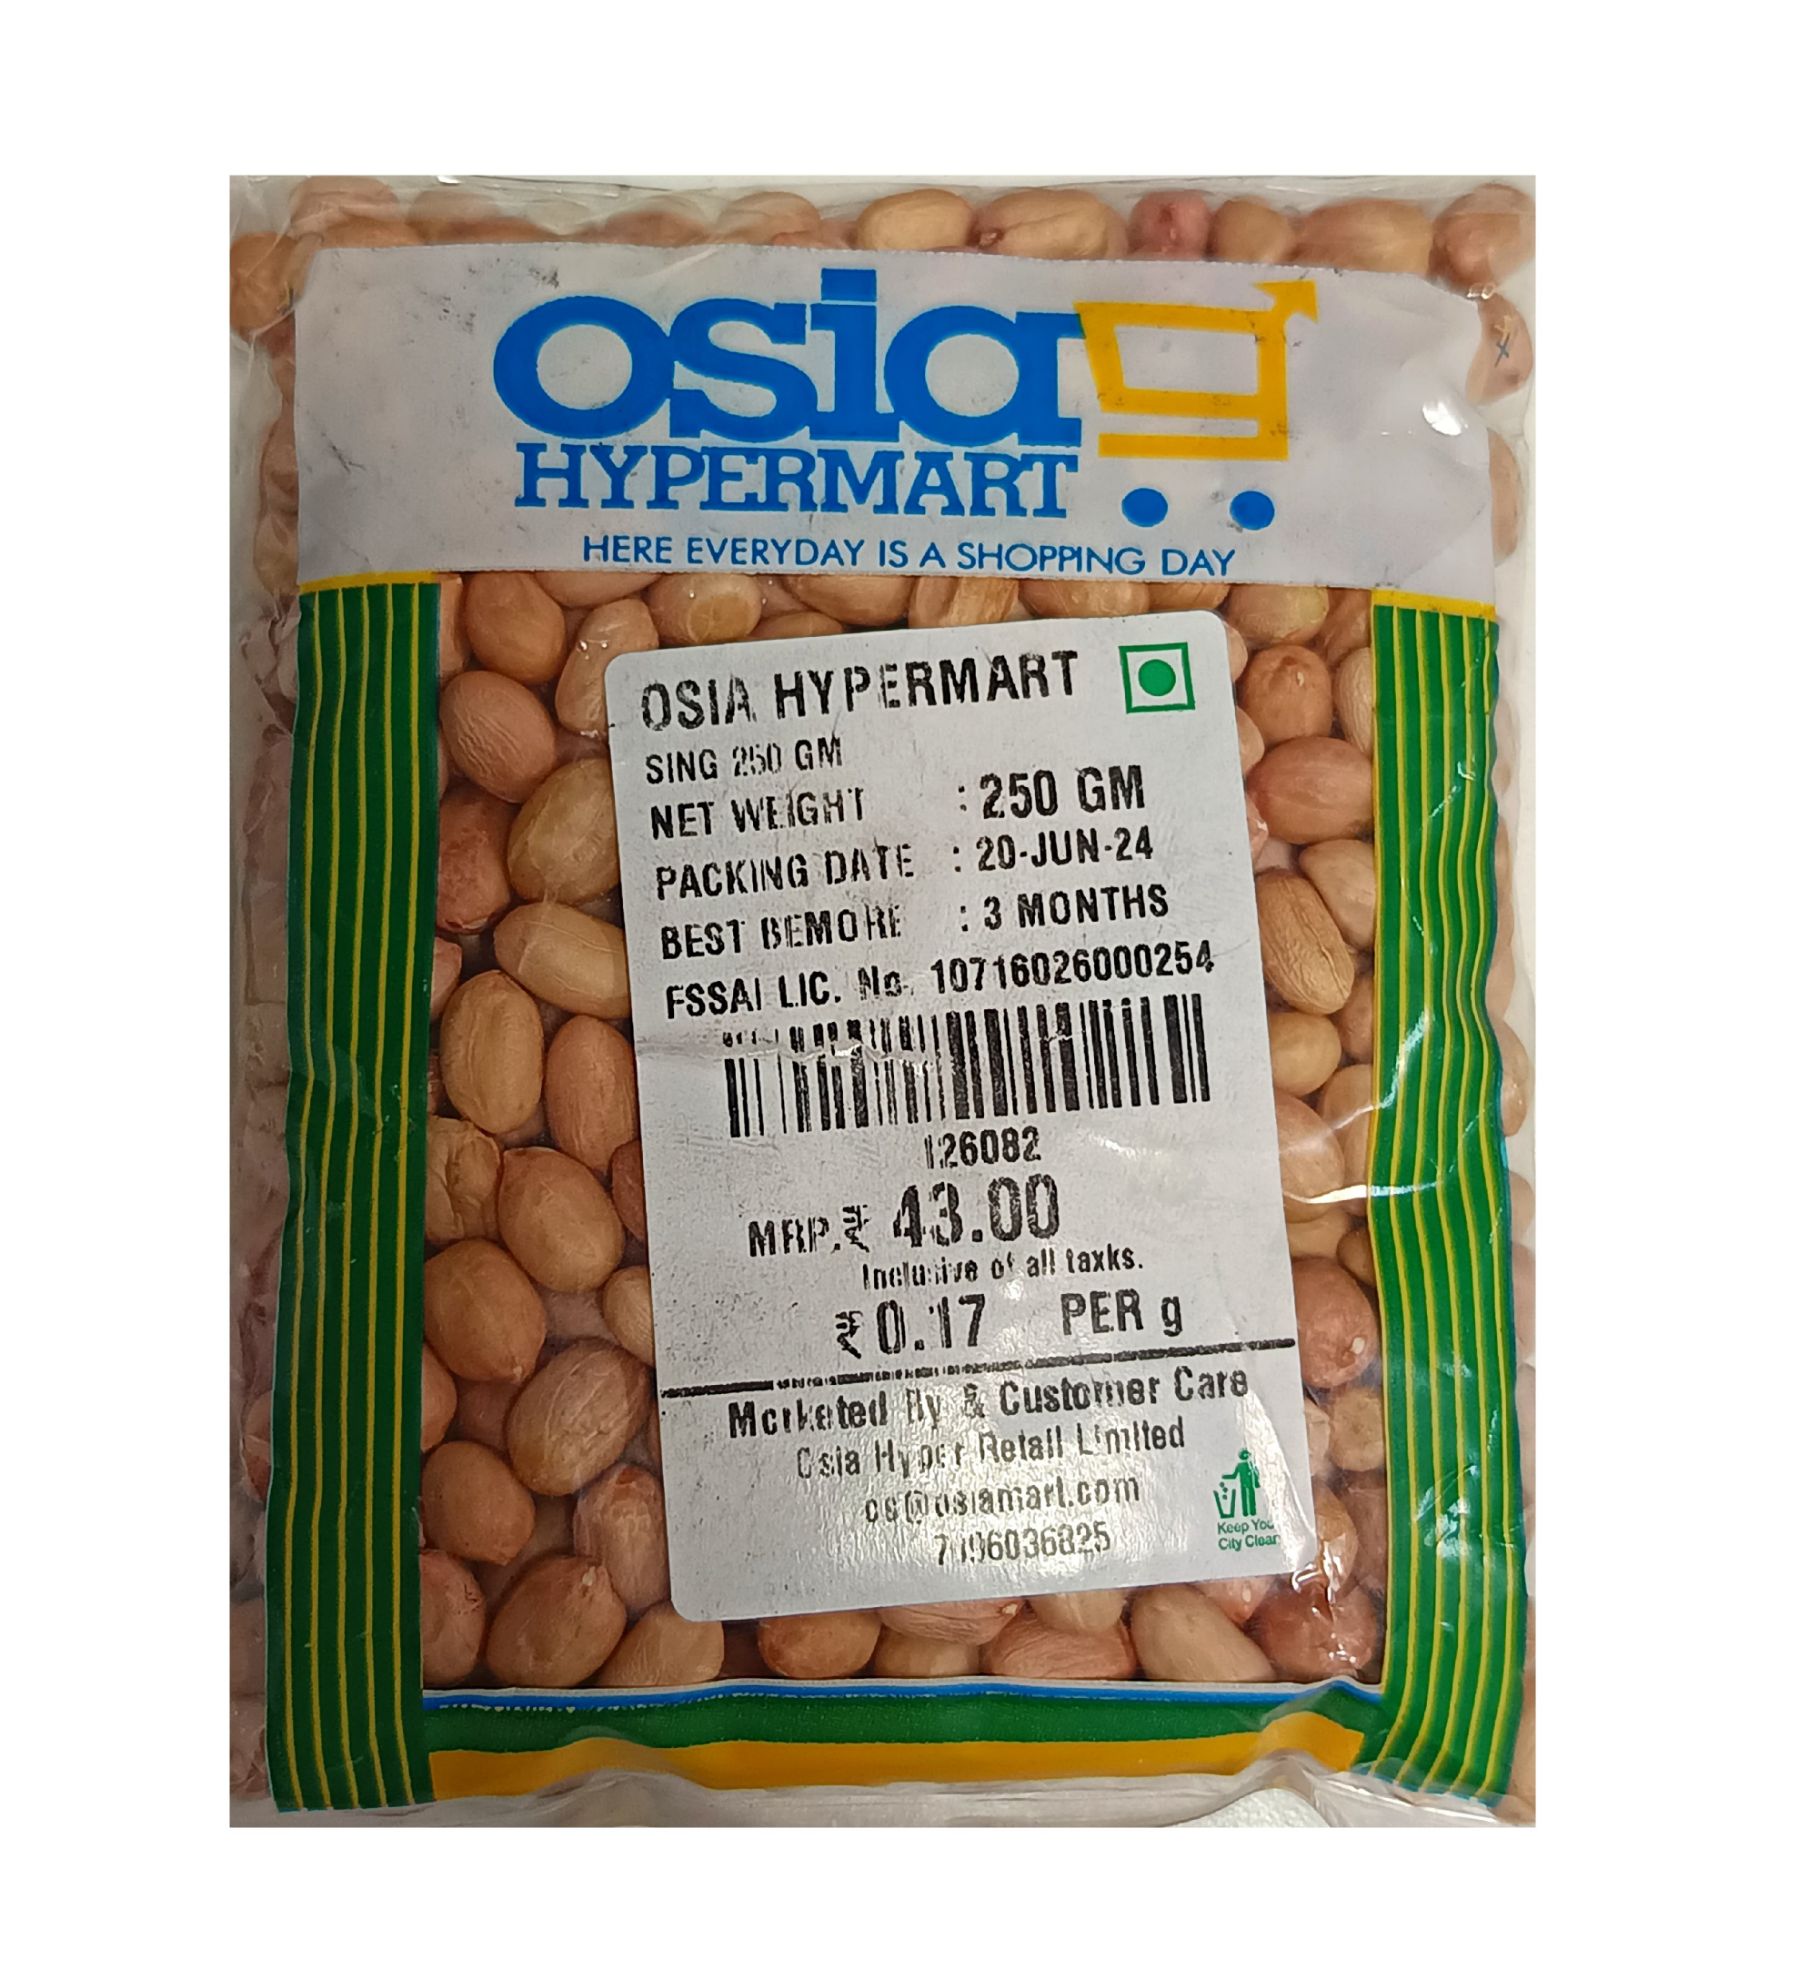 osia
HYPERMART
HERE EVERYDAY IS A SHOPPING DAY
OSIA HYPERMART
SING 250 GM
NET WEIGHT : 250 GM
PACKING DATE : 20-JUN-24
BEST BEMORE : 3 MONTHS
FSSAI LIC. No. 10716026000254
126082
MRP.₹ 43.00
Inclusive of all taxks.
₹0.17 PER g
Marketed By & Customer Care
Osia Hyper Retail Limited
cs@osiamart.com
Keep You
City Clean